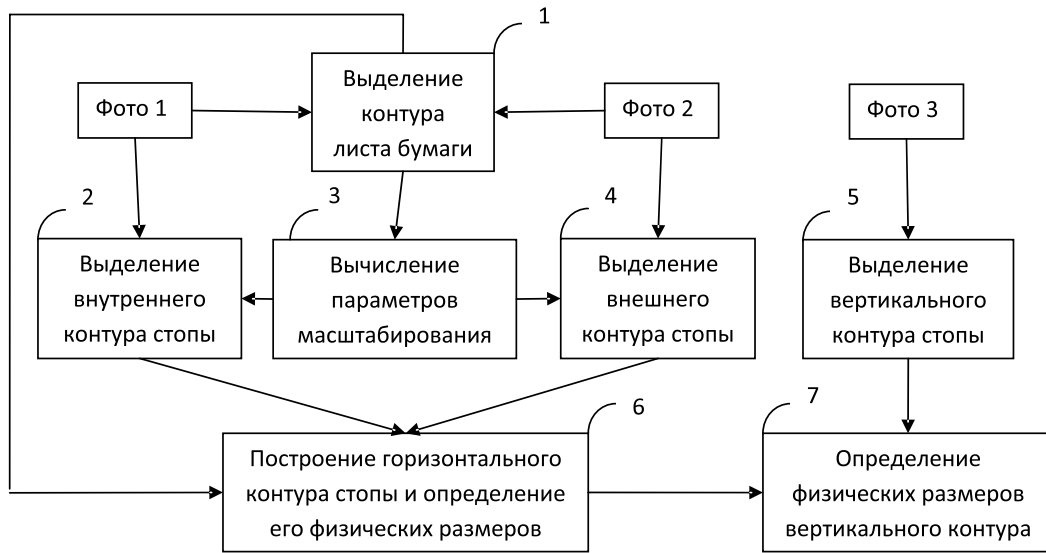 1
Фото 1
Выделение
контура
листа бумаги
Фото 2
Фото 3
2
Выделение
внутреннего
контура стопы
3
Вычисление
параметров
масштабирования
4
Выделение
внешнего
контура стопы
5
Выделение
вертикального
контура стопы
6
Построение горизонтального
контура стопы и определение
его физических размеров
7
Определение
физических размеров
вертикального контура